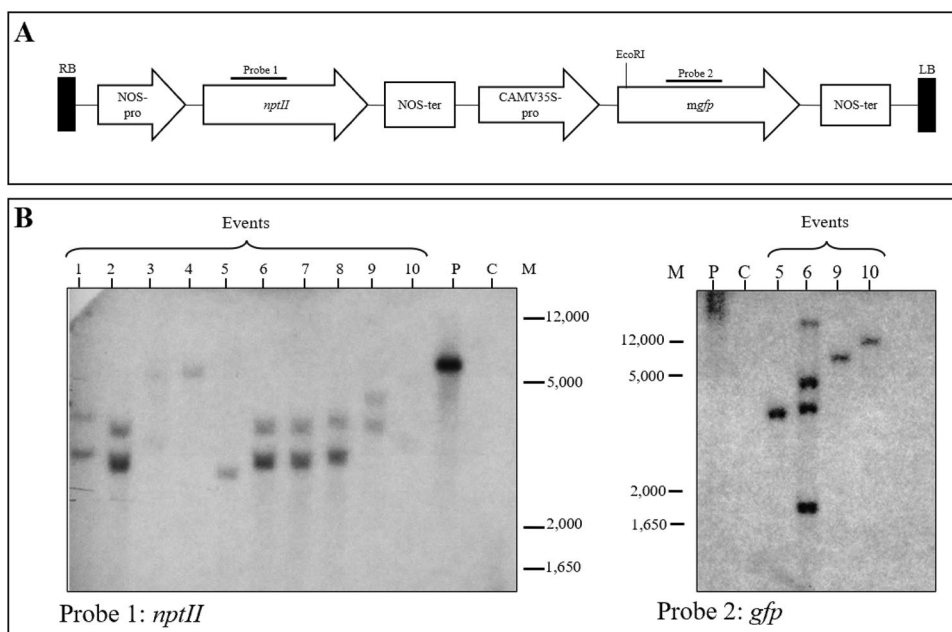 A
EcoRI
RB
Probe 1
Probe 2
LB
NOS-
pro
nptII
NOS-ter
CAMV35S-
pro
mgfp
NOS-ter
B
Events
1 2 3 4 5 6 7 8 9 10 P C M
12,000
5,000
2,000
1,650
Probe 1: nptII
Events
M P C 5 6 9 10
12,000
5,000
2,000
1,650
Probe 2: gfp